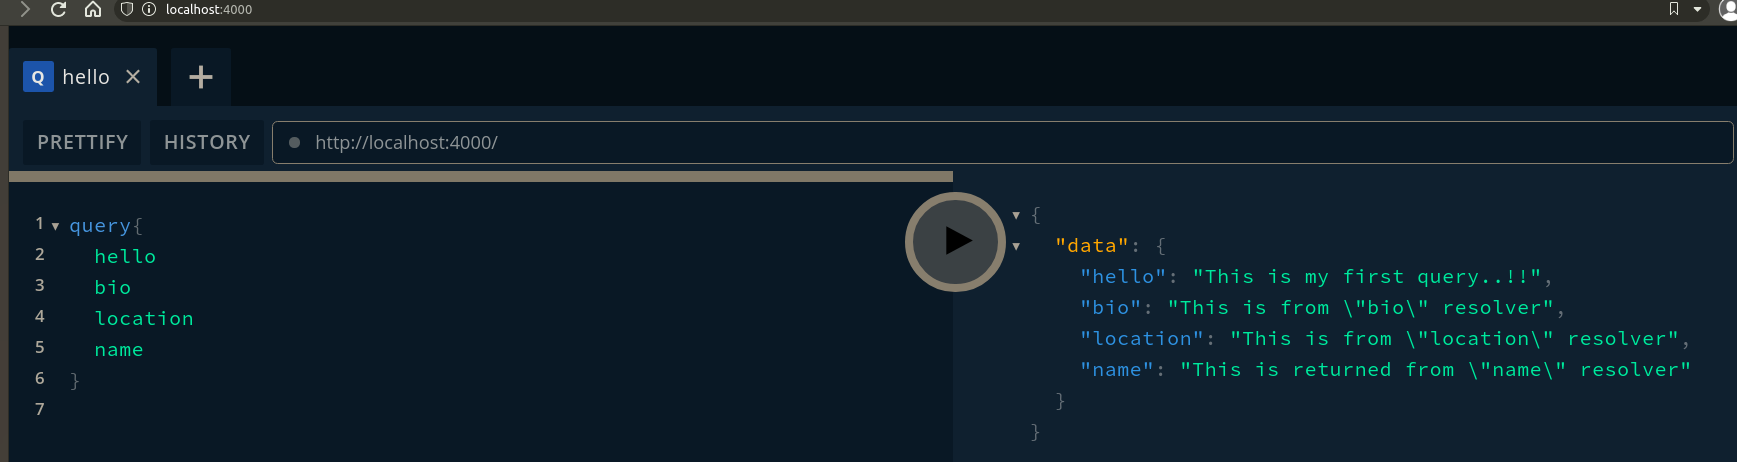 localhost:4000
Q hello
PRETTIFY HISTORY http://localhost:4000/
1 query{
2 hello
3 bio
4 location
5 name
6 }
7
{
"data": {
"hello": "This is my first query..!!",
"bio": "This is from \"bio\" resolver",
"location": "This is from \"location\" resolver",
"name": "This is returned from \"name\" resolver"
}
}